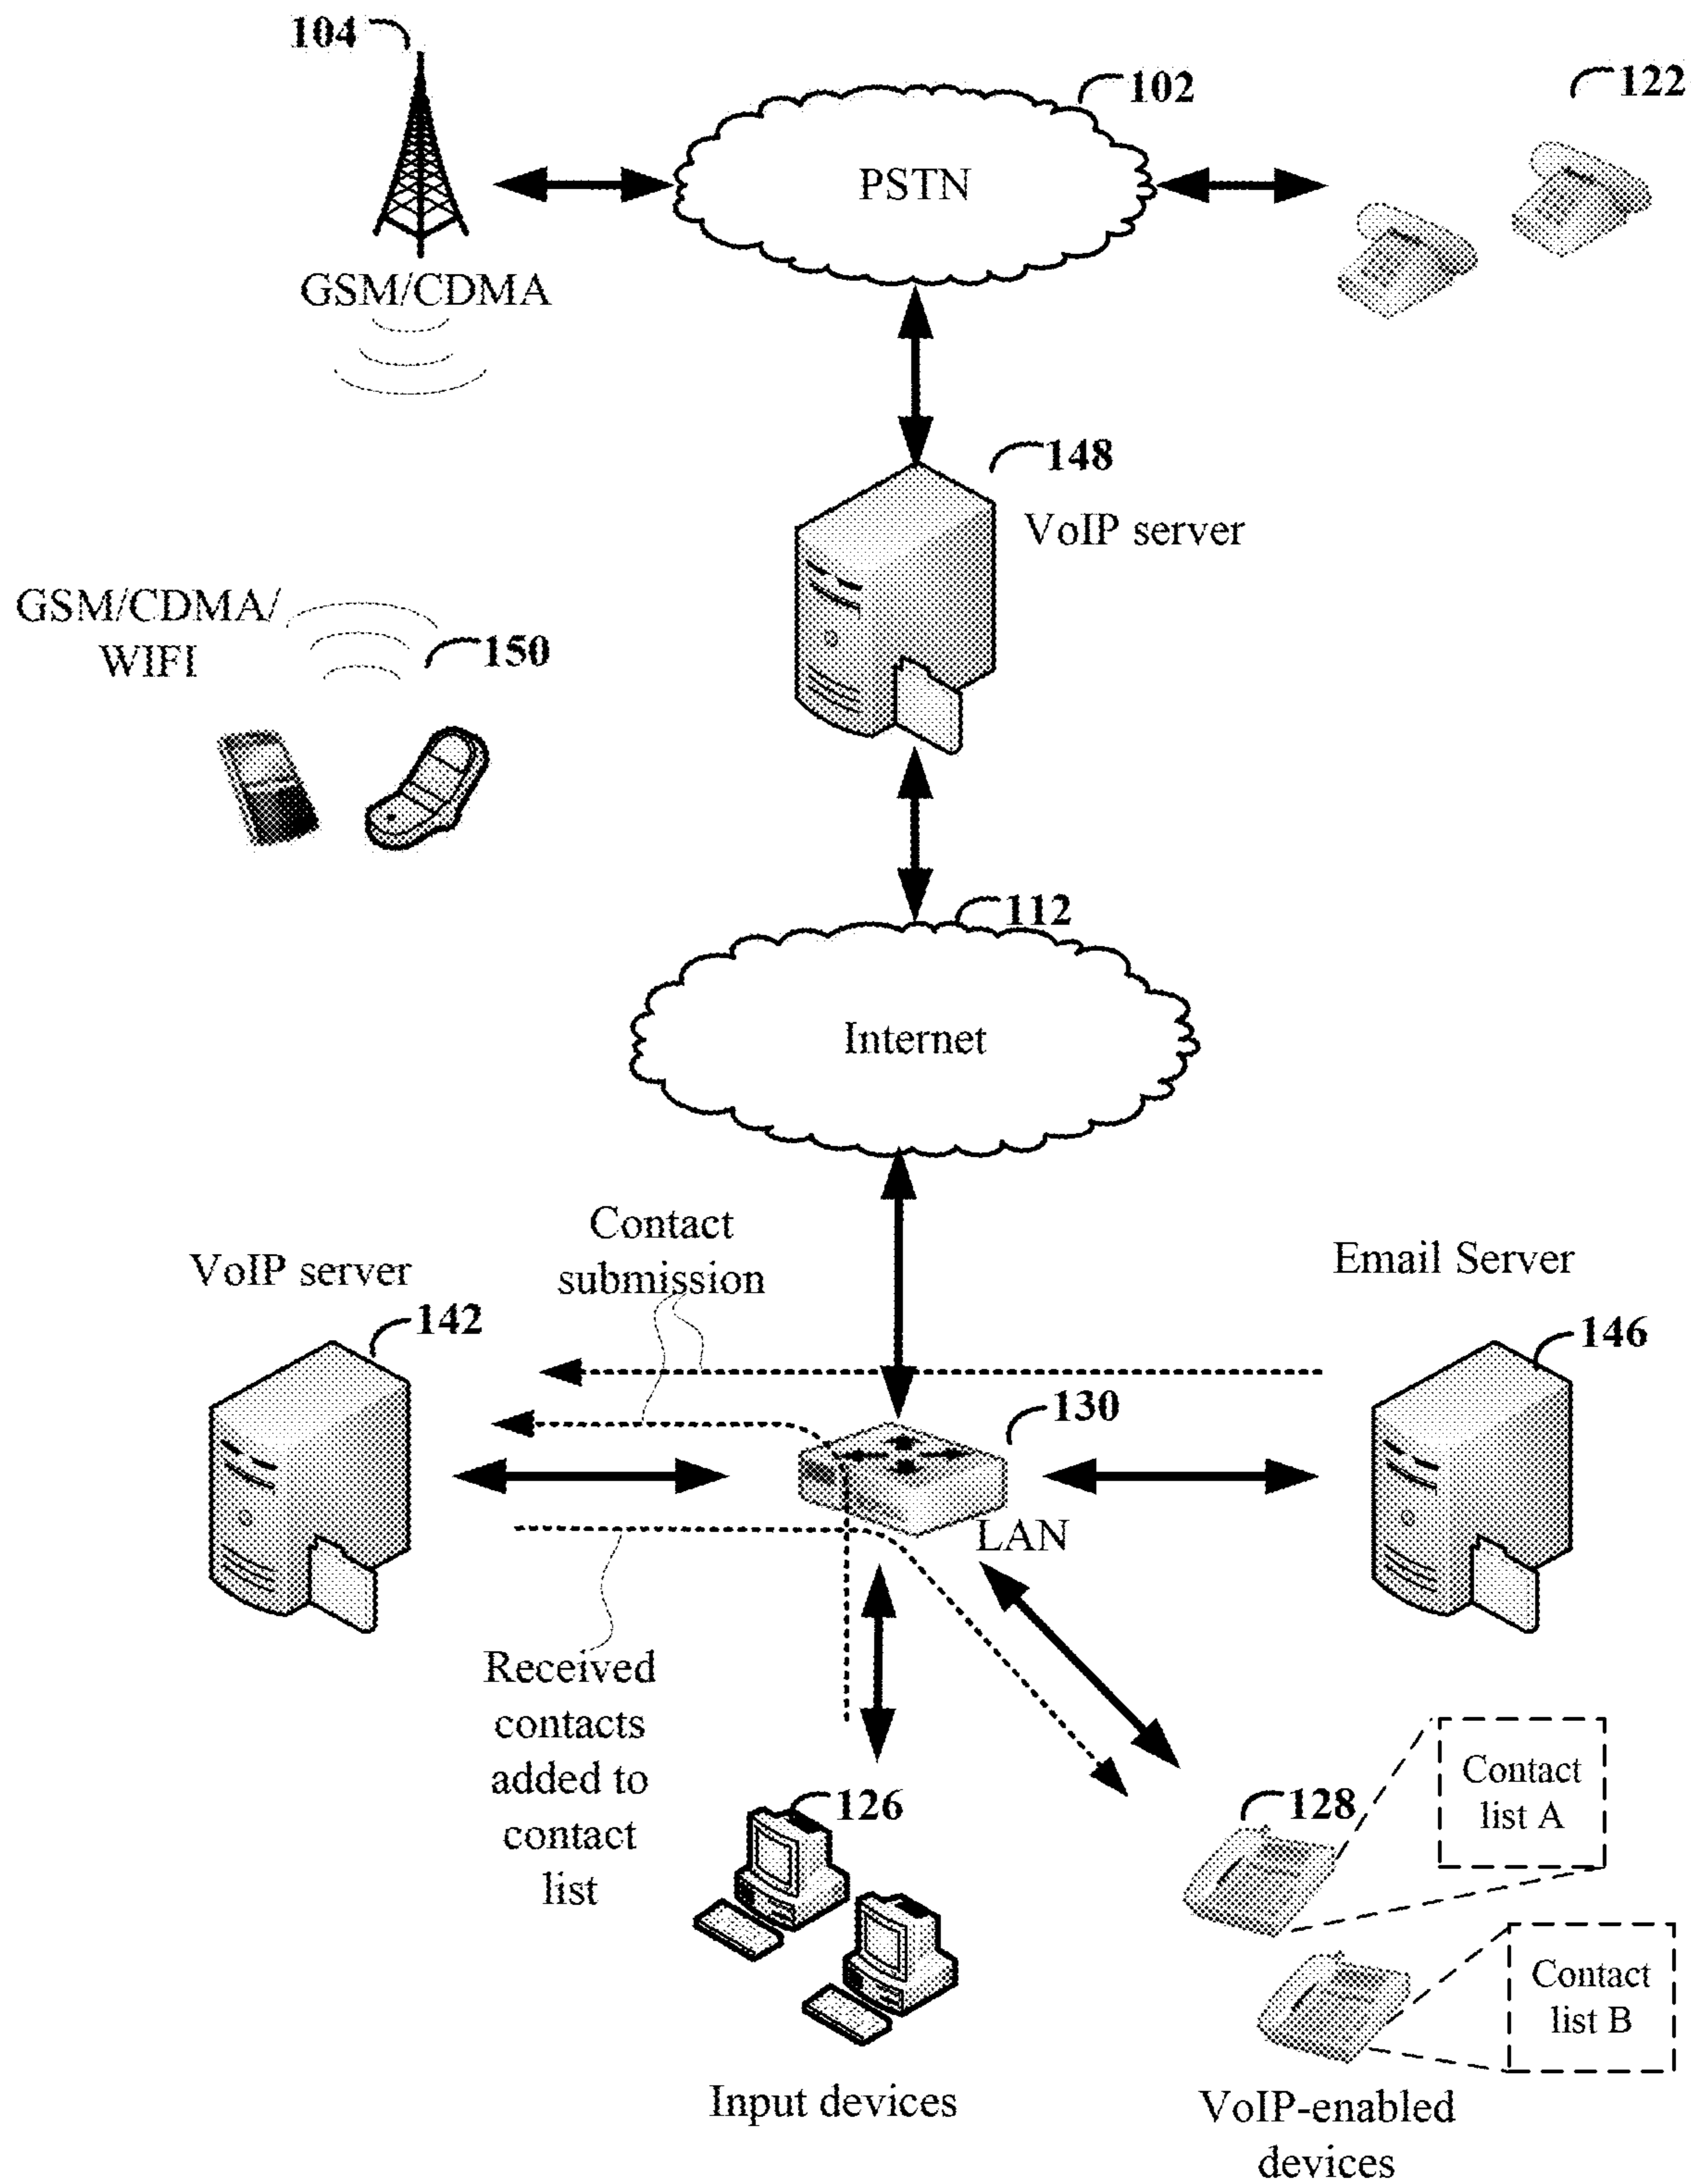 104
102
122
PSTN
GSM/CDMA
148
VoIP server
GSM/CDMA/
WIFI
150
112
Internet
Contact
submission
VoIP server
142
Email Server
146
130
LAN
Received
contacts
added to
contact
list
126
128
Contact
list A
Contact
list B
Input devices
VoIP-enabled
devices